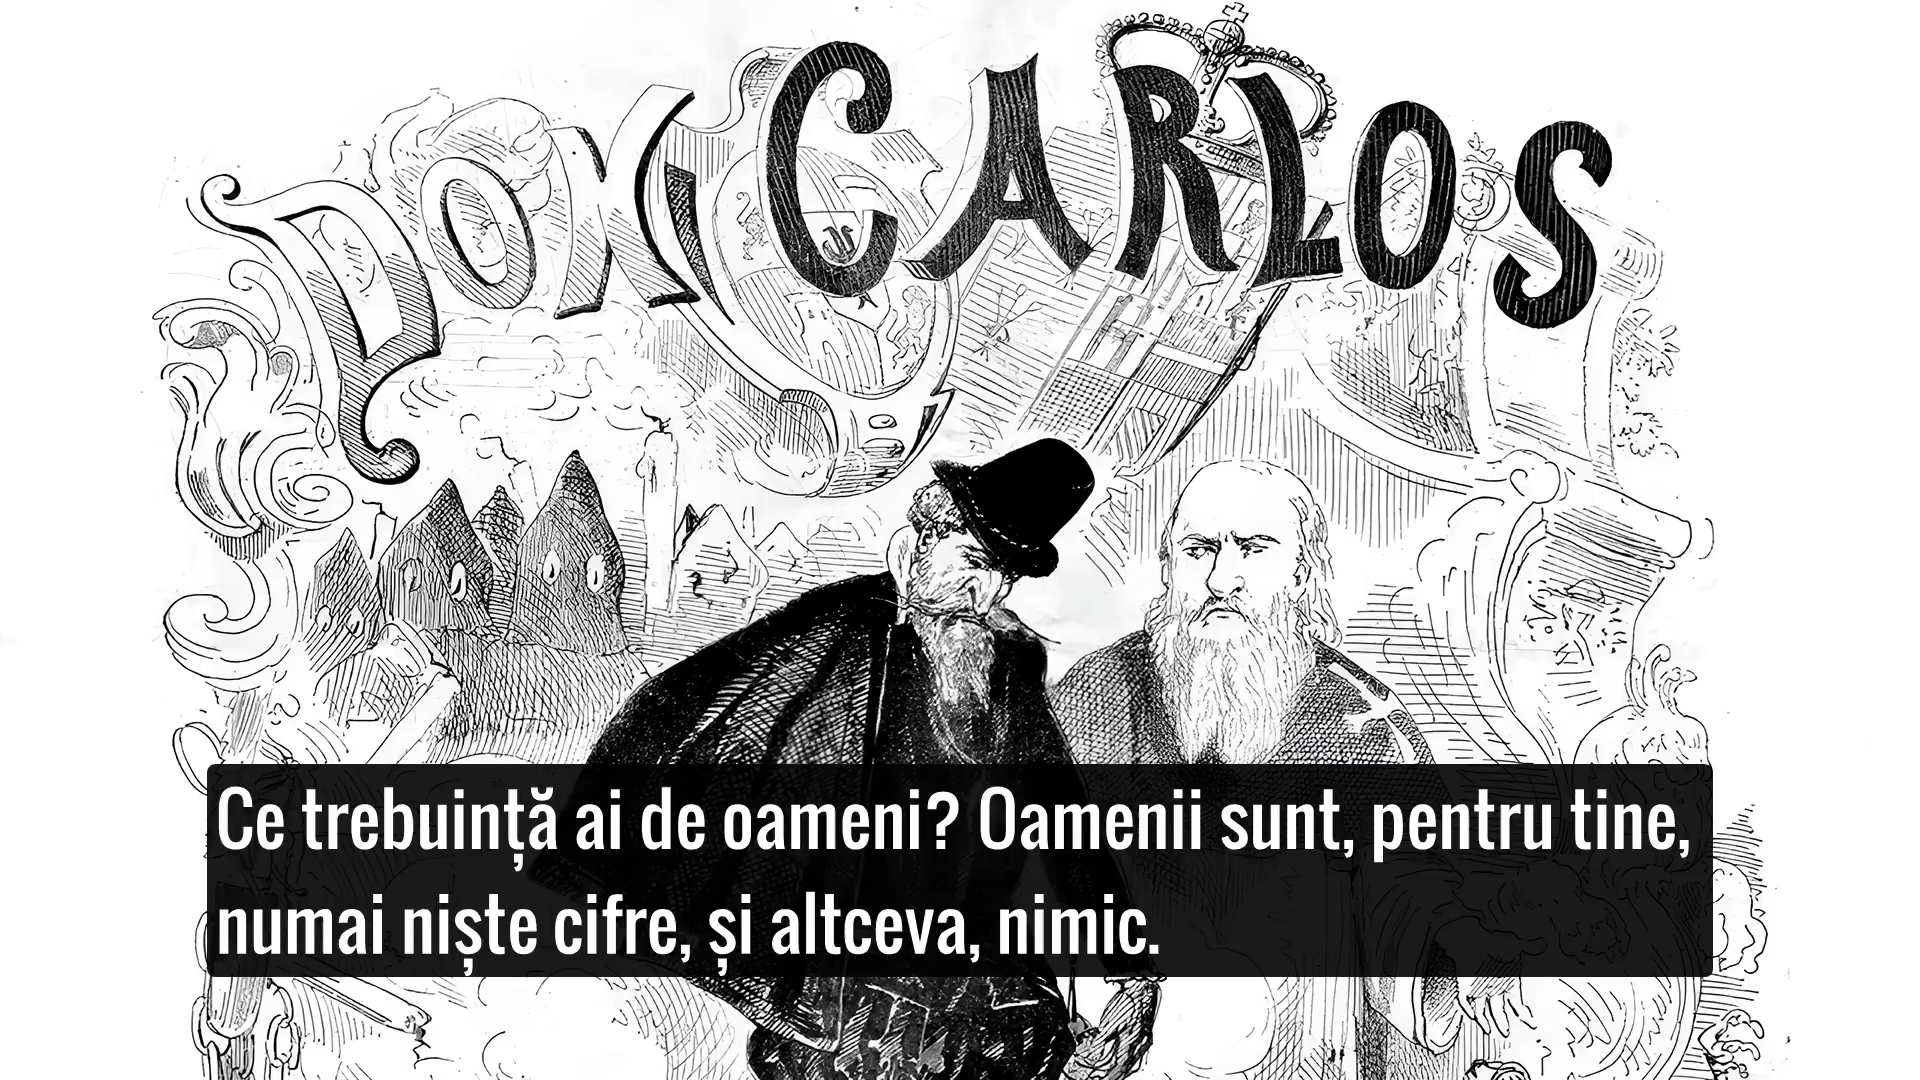 DON CARLOS
Ce trebuință ai de oameni? Oamenii sunt, pentru tine,
numai niște cifre, și altceva, nimic.